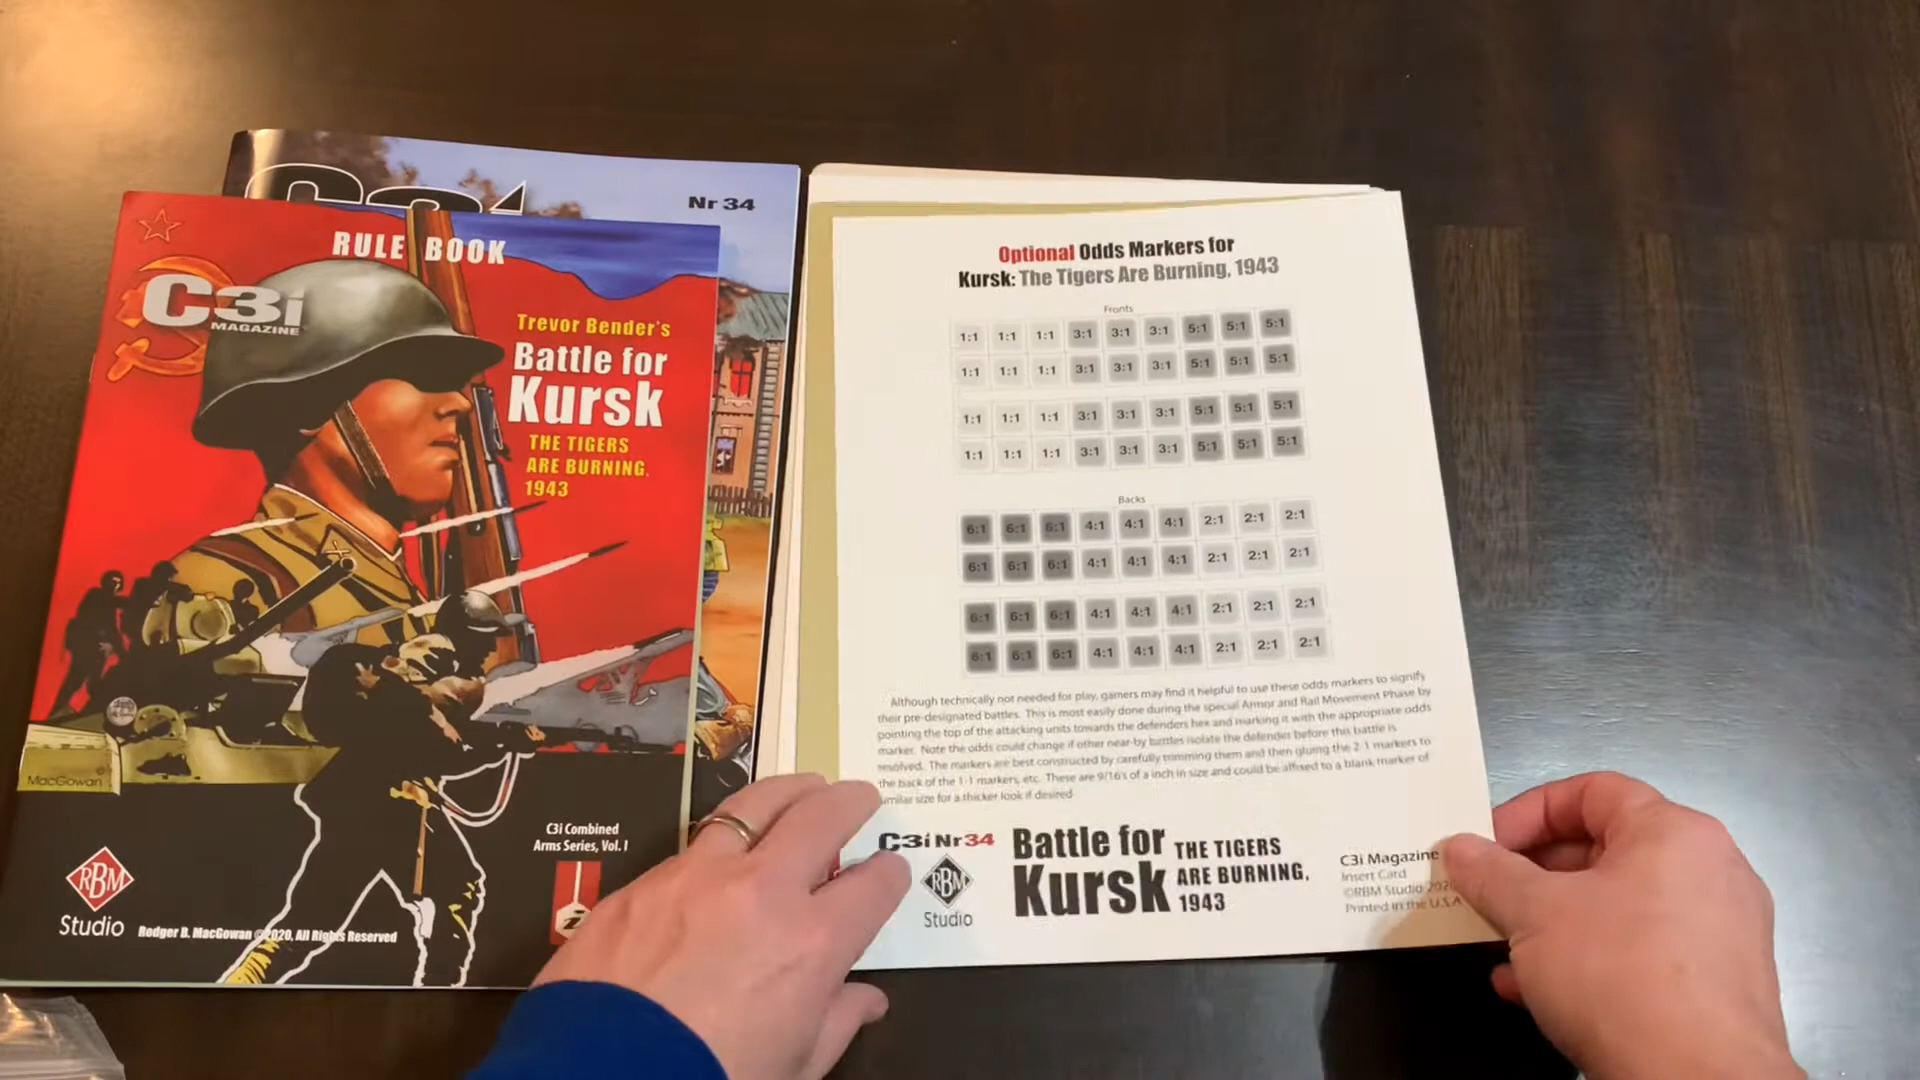 C3i
Nr 34
RULE BOOK
C3i
MAGAZINE
Trevor Bender's
Battle for
Kursk
THE TIGERS
ARE BURNING,
1943
MacGowan
C3i Combined
Arms Series, Vol. I
RBM
Studio
Rodger B. MacGowan ©2020, All Rights Reserved
Optional Odds Markers for
Kursk: The Tigers Are Burning, 1943
Fronts
1:1 1:1 1:1 3:1 3:1 3:1 5:1 5:1 5:1
1:1 1:1 1:1 3:1 3:1 3:1 5:1 5:1 5:1
1:1 1:1 1:1 3:1 3:1 3:1 5:1 5:1 5:1
1:1 1:1 1:1 3:1 3:1 3:1 5:1 5:1 5:1
Backs
6:1 6:1 6:1 4:1 4:1 4:1 2:1 2:1 2:1
6:1 6:1 6:1 4:1 4:1 4:1 2:1 2:1 2:1
6:1 6:1 6:1 4:1 4:1 4:1 2:1 2:1 2:1
6:1 6:1 6:1 4:1 4:1 4:1 2:1 2:1 2:1
Although technically not needed for play, gamers may find it helpful to use these odds markers to signify
their pre-designated battles. This is most easily done during the special Armor and Rail Movement Phase by
pointing the top of the attacking units towards the defenders hex and marking it with the appropriate odds
marker. Note the odds could change if other near-by battles isolate the defender before this battle is
resolved. The markers are best constructed by carefully trimming them and then gluing the 2-1 markers to
the back of the 1-1 markers, etc. These are 9/16's of a inch in size and could be affixed to a blank marker of
similar size for a thicker look if desired
C3i Nr34
RBM
Studio
Battle for
Kursk
THE TIGERS
ARE BURNING,
1943
C3i Magazine
Insert Card
©RBM Studio 2020
Printed in the U.S.A